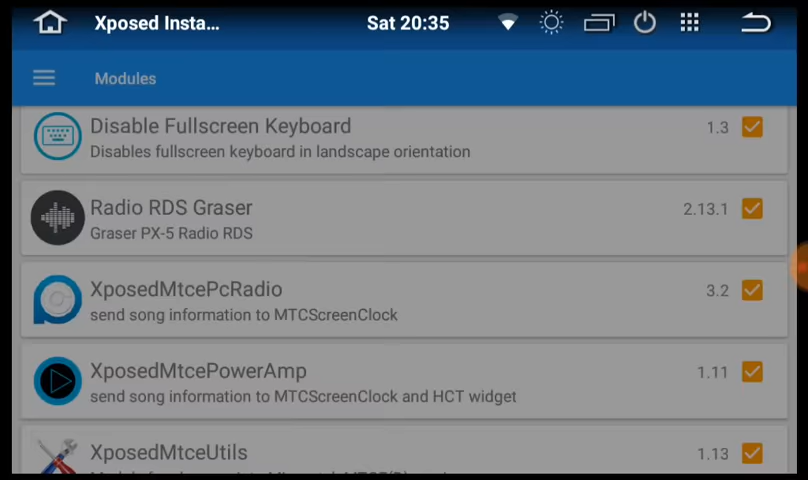 Xposed Insta...
Sat 20:35
Modules
Disable Fullscreen Keyboard
1.3
Disables fullscreen keyboard in landscape orientation
Radio RDS Graser
2.13.1
Graser PX-5 Radio RDS
XposedMtcePcRadio
3.2
send song information to MTCScreenClock
XposedMtcePowerAmp
1.11
send song information to MTCScreenClock and HCT widget
XposedMtceUtils
1.13